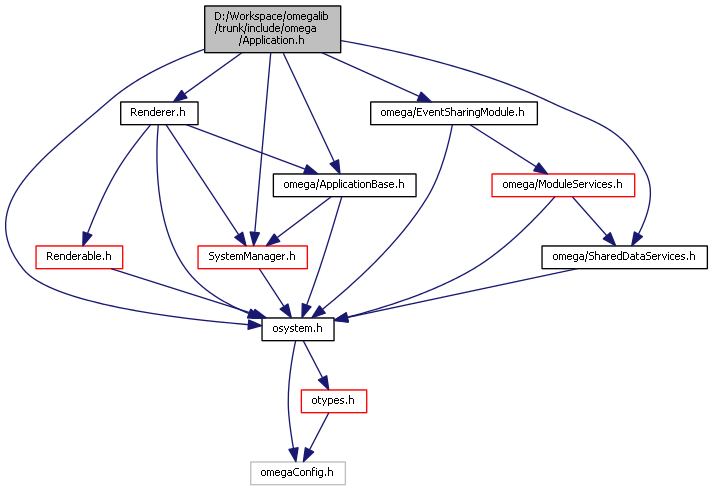 D:/Workspace/omegalib
/trunk/include/omega
/Application.h
Renderer.h
omega/EventSharingModule.h
omega/ApplicationBase.h
omega/ModuleServices.h
Renderable.h
SystemManager.h
omega/SharedDataServices.h
osystem.h
otypes.h
omegaConfig.h